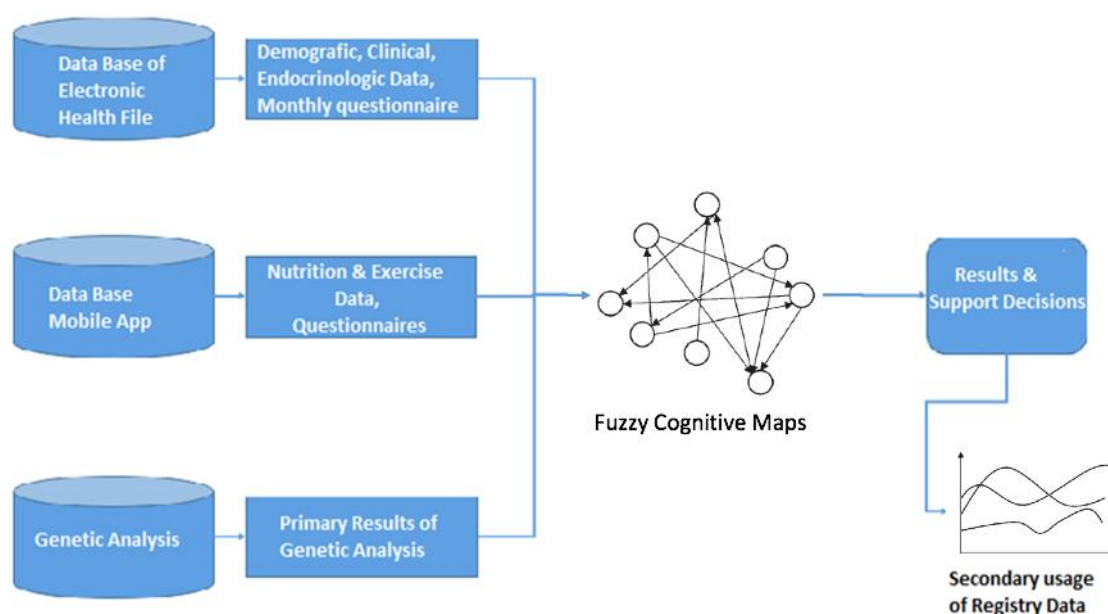 Data Base of
Electronic
Health File
Demografic, Clinical,
Endocrinologic Data,
Monthly questionnaire
Data Base
Mobile App
Nutrition & Exercise
Data,
Questionnaires
Genetic Analysis
Primary Results of
Genetic Analysis
Fuzzy Cognitive Maps
Results &
Support Decisions
Secondary usage
of Registry Data